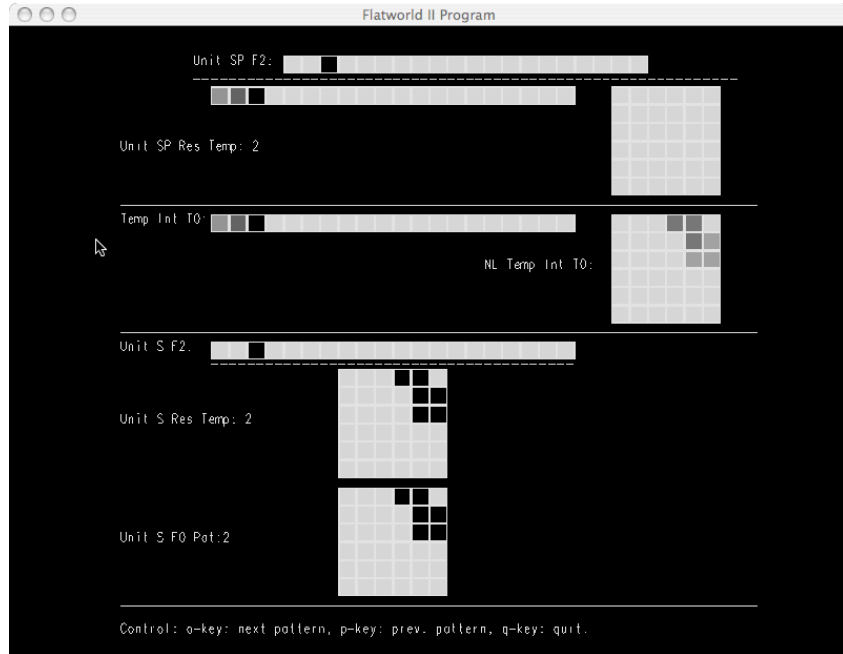 Flatworld II Program
Unit SP F2:
Unit SP Res Temp: 2
Temp Int T0:
NL Temp Int T0:
Unit S F2.
Unit S Res Temp: 2
Unit S F0 Pat:2
Control: o-key: next pattern, p-key: prev. pattern, q-key: quit.